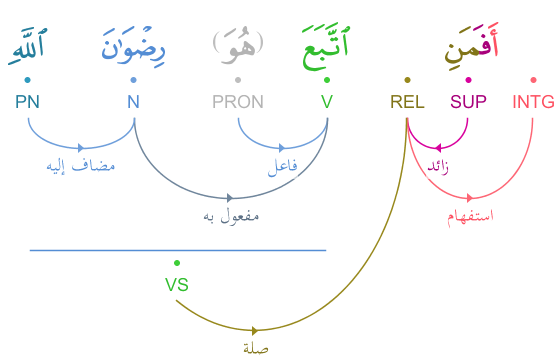 أَفَمَنِ ٱتَّبَعَ (هُوَ) رِضْوَٰنَ ٱللَّهِ
INTG SUP REL V PRON N PN
زائد فاعل مضاف إليه
استفهام مفعول به
VS
صلة